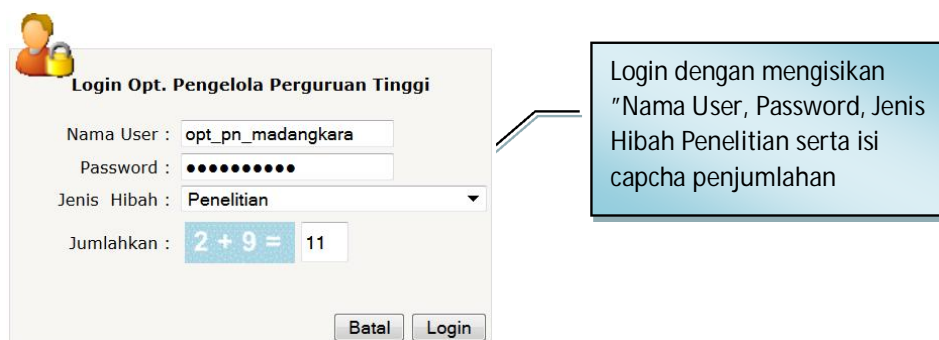 Login Opt. Pengelola Perguruan Tinggi
Nama User : opt_pn_madangkara
Password : ●●●●●●●●●●
Jenis Hibah : Penelitian
Jumlahkan : 2 + 9 = 11
Batal Login
Login dengan mengisikan
"Nama User, Password, Jenis
Hibah Penelitian serta isi
capcha penjumlahan